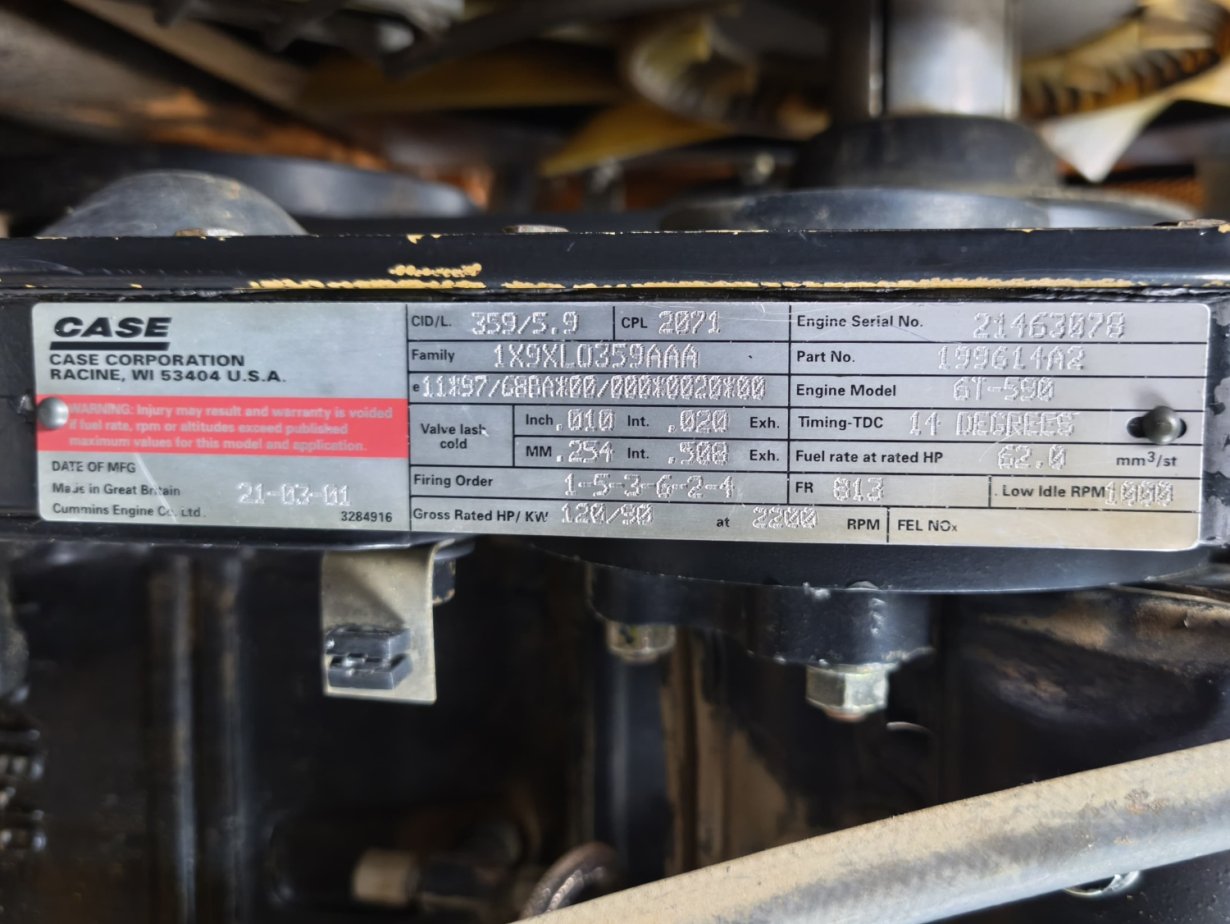 CASE
CASE CORPORATION
RACINE, WI 53404 U.S.A.
WARNING: Injury may result and warranty is voided
if fuel rate, rpm or altitudes exceed published
maximum values for this model and application.
DATE OF MFG
Made in Great Britain 21-03-01
Cummins Engine Co. Ltd. 3284916
CID/L. 359/5.9 CPL 2071
Family 1X9XL0359AAA
e 11*97/68RA*00/000*0020*00
Valve lash cold
Inch .010 Int. .020 Exh.
MM .254 Int. .508 Exh.
Firing Order 1-5-3-6-2-4
Gross Rated HP/ KW 120/90 at 2200 RPM
Engine Serial No. 21463078
Part No. 199614A2
Engine Model 6T-590
Timing-TDC 14 DEGREES
Fuel rate at rated HP 62.0 mm³/st
FR 813 Low Idle RPM 1000
FEL NOx